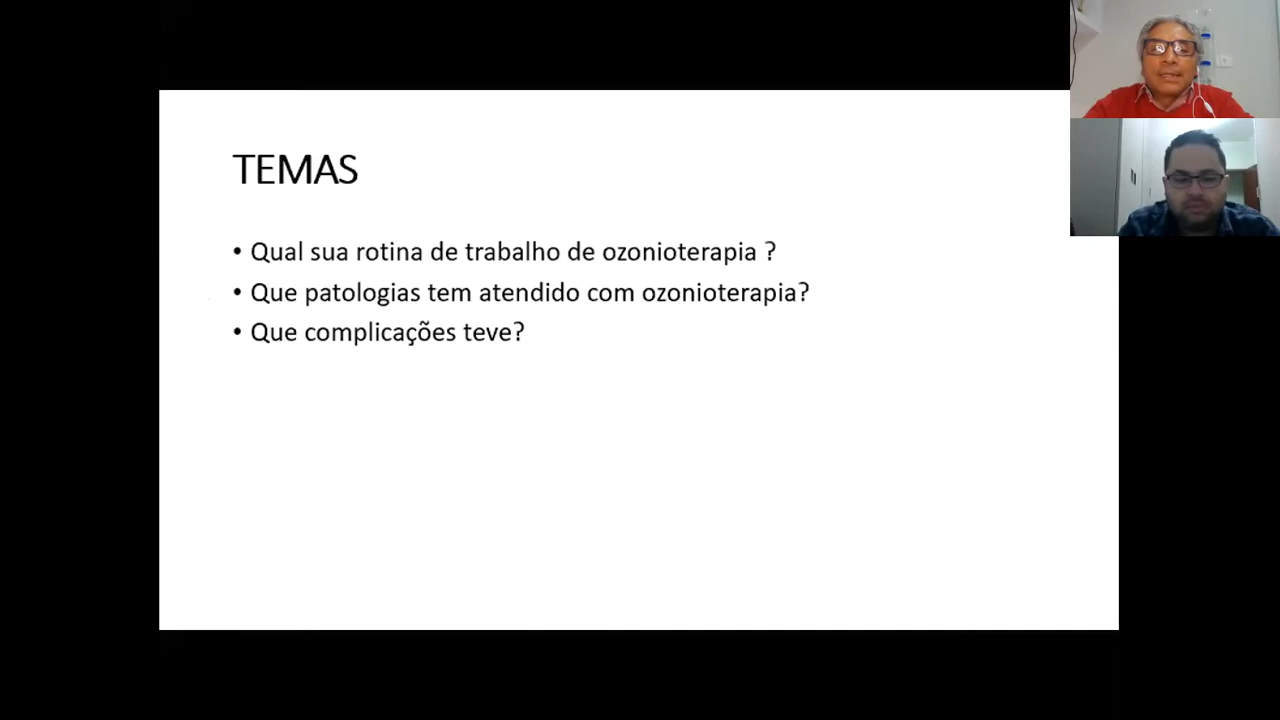 TEMAS
• Qual sua rotina de trabalho de ozonioterapia ?
• Que patologias tem atendido com ozonioterapia?
• Que complicações teve?